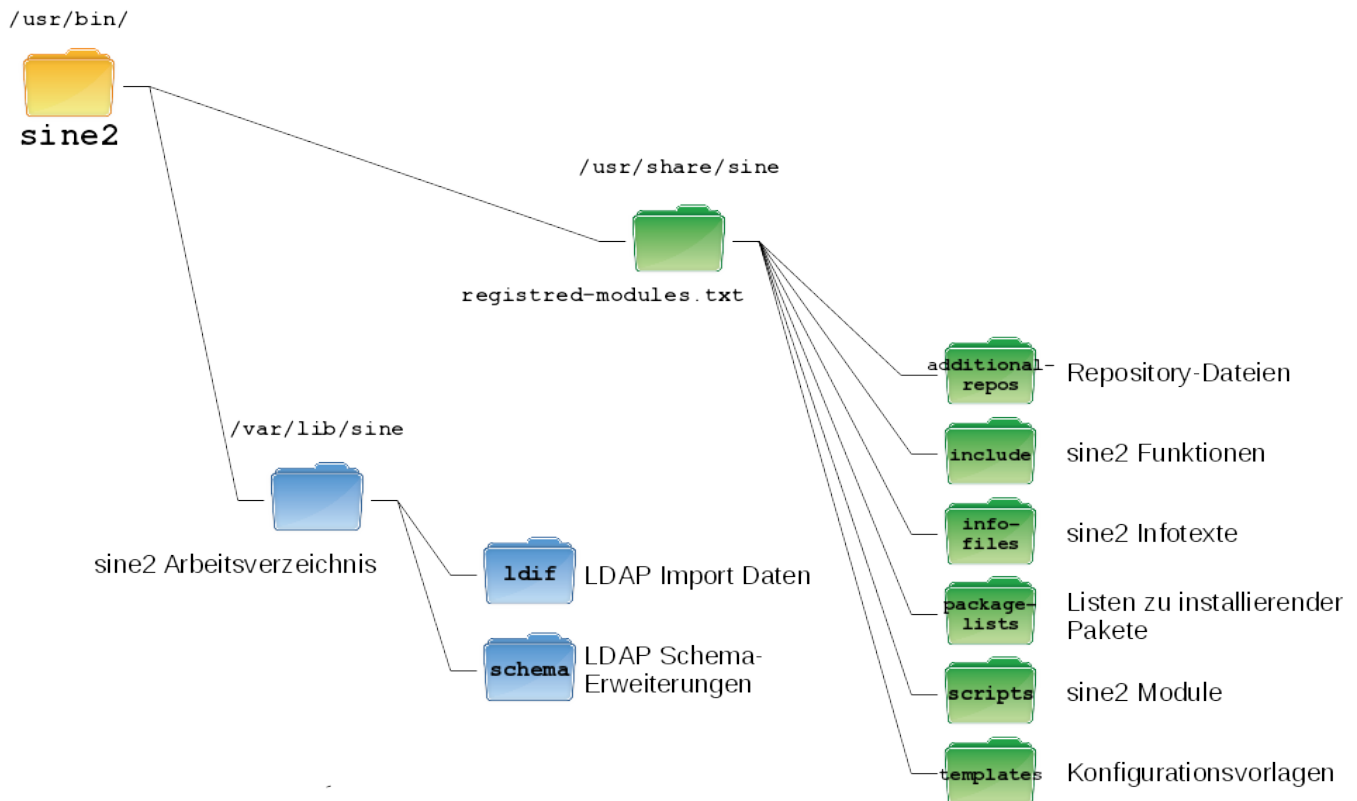 /usr/bin/
sine2
/usr/share/sine
registred-modules.txt
additional-
repos
Repository-Dateien
include
sine2 Funktionen
info-
files
sine2 Infotexte
package-
lists
Listen zu installierender
Pakete
scripts
sine2 Module
templates
Konfigurationsvorlagen
/var/lib/sine
sine2 Arbeitsverzeichnis
ldif
LDAP Import Daten
schema
LDAP Schema-
Erweiterungen